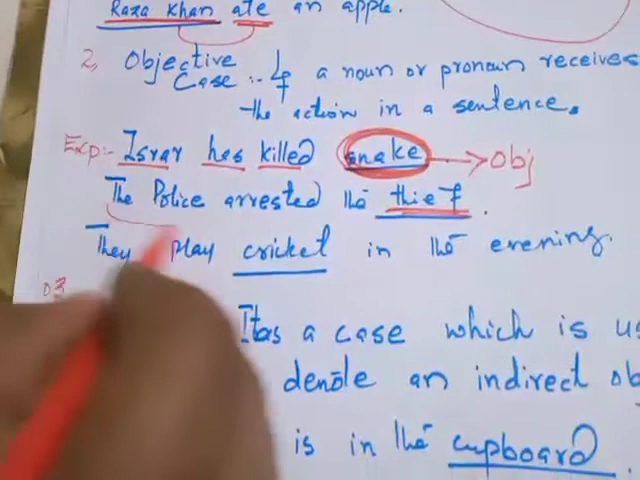 Raza Khan ate an apple.
2, Objective
Case :- If a noun or pronoun receives
the action in a sentence.
Exp:- Israr has killed snake → obj
The Police arrested the thief.
They play cricket in the evening.
03
Itas a case which is us
denote an indirect ob
is in the cupboard.